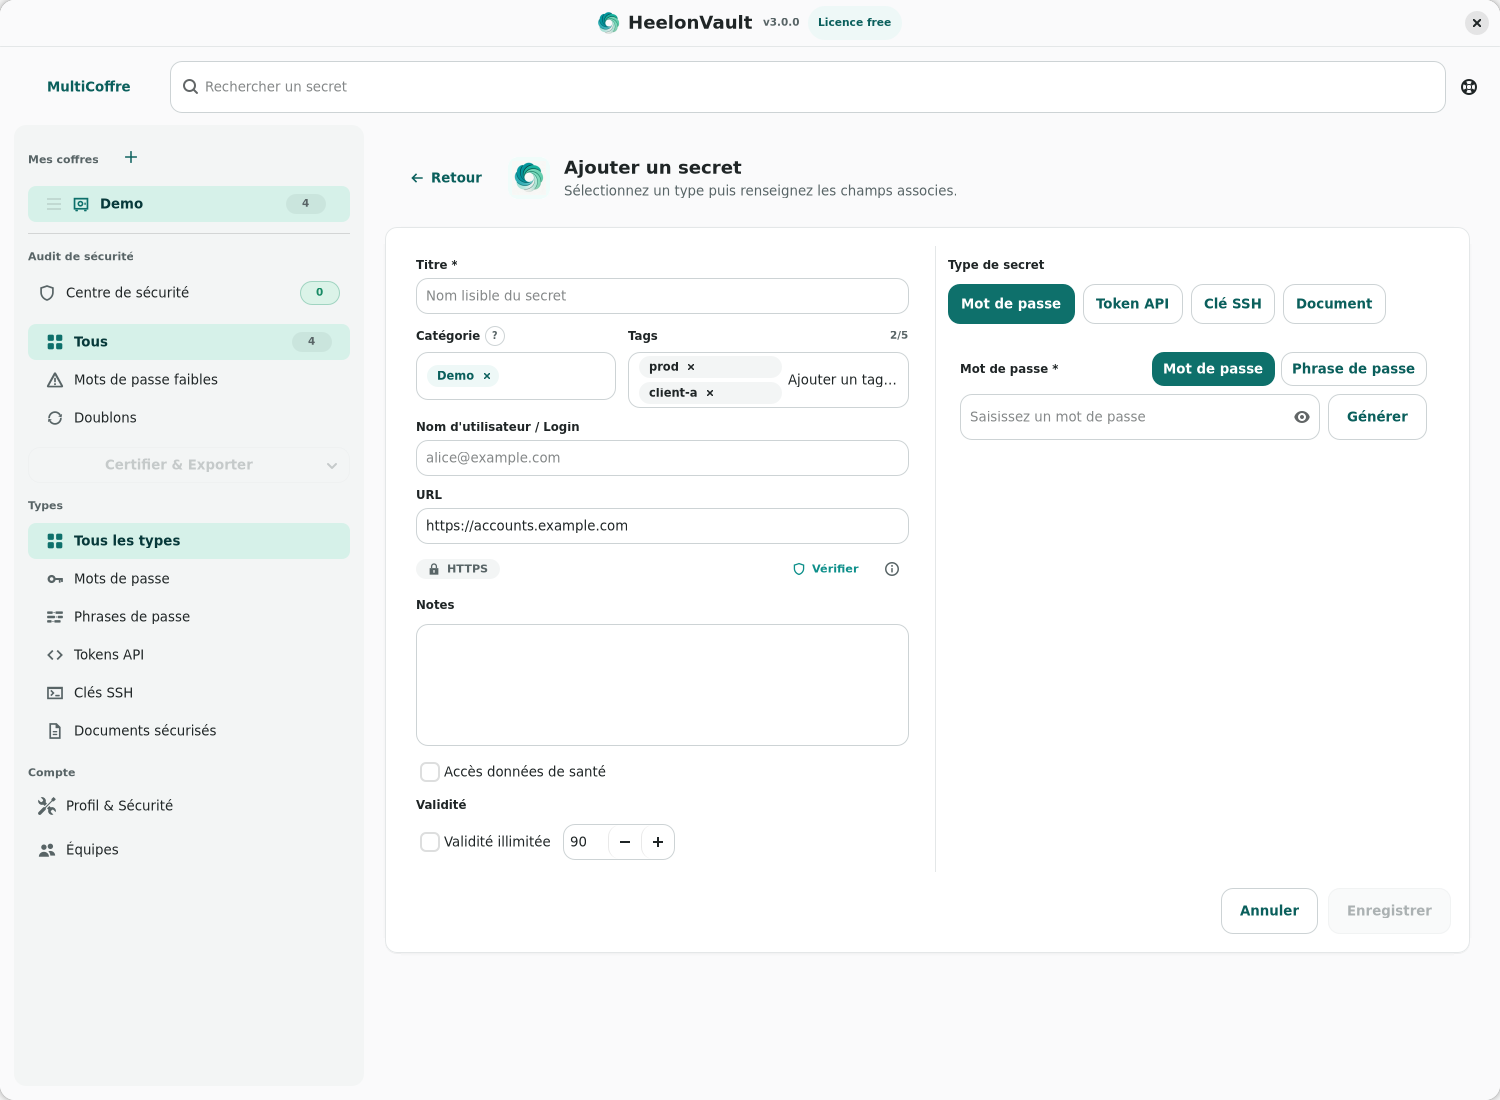 HeelonVault v3.0.0 Licence free
MultiCoffre
Rechercher un secret
Mes coffres
Demo 4
Audit de sécurité
Centre de sécurité 0
Tous 4
Mots de passe faibles
Doublons
Certifier & Exporter
Types
Tous les types
Mots de passe
Phrases de passe
Tokens API
Clés SSH
Documents sécurisés
Compte
Profil & Sécurité
Équipes
Retour
Ajouter un secret
Sélectionnez un type puis renseignez les champs associes.
Titre *
Nom lisible du secret
Catégorie ?
Demo ×
Tags 2/5
prod ×
client-a ×
Ajouter un tag...
Nom d'utilisateur / Login
alice@example.com
URL
https://accounts.example.com
HTTPS Vérifier
Notes
Accès données de santé
Validité
Validité illimitée 90 − +
Type de secret
Mot de passe Token API Clé SSH Document
Mot de passe * Mot de passe Phrase de passe
Saisissez un mot de passe Générer
Annuler Enregistrer